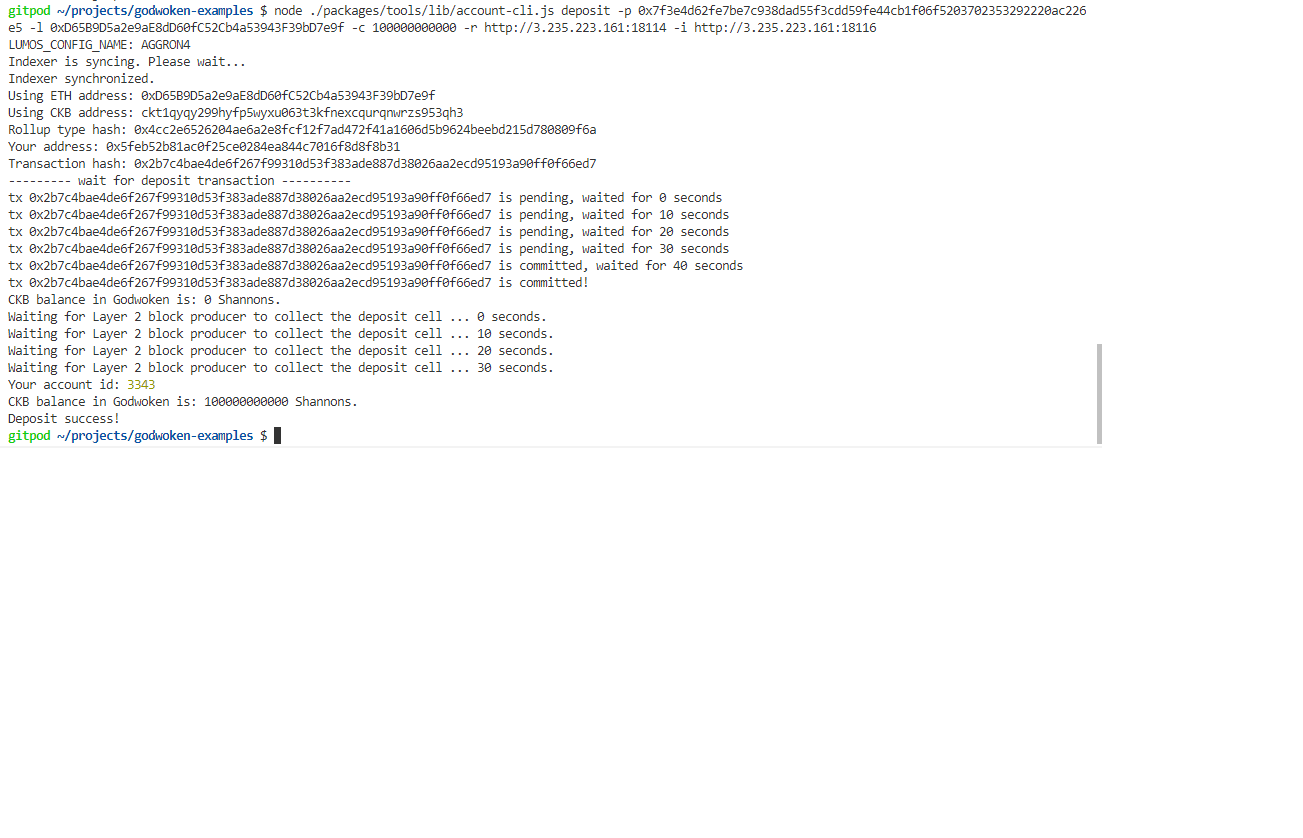 gitpod ~/projects/godwoken-examples $ node ./packages/tools/lib/account-cli.js deposit -p 0x7f3e4d62fe7be7c938dad55f3cdd59fe44cb1f06f5203702353292220ac226
e5 -l 0xD65B9D5a2e9aE8dD60fC52Cb4a53943F39bD7e9f -c 100000000000 -r http://3.235.223.161:18114 -i http://3.235.223.161:18116
LUMOS_CONFIG_NAME: AGGRON4
Indexer is syncing. Please wait...
Indexer synchronized.
Using ETH address: 0xD65B9D5a2e9aE8dD60fC52Cb4a53943F39bD7e9f
Using CKB address: ckt1qyqy299hyfp5wyxu063t3kfnexcqurqnwrzs953qh3
Rollup type hash: 0x4cc2e6526204ae6a2e8fcf12f7ad472f41a1606d5b9624beebd215d780809f6a
Your address: 0x5feb52b81ac0f25ce0284ea844c7016f8d8f8b31
Transaction hash: 0x2b7c4bae4de6f267f99310d53f383ade887d38026aa2ecd95193a90ff0f66ed7
--------- wait for deposit transaction ----------
tx 0x2b7c4bae4de6f267f99310d53f383ade887d38026aa2ecd95193a90ff0f66ed7 is pending, waited for 0 seconds
tx 0x2b7c4bae4de6f267f99310d53f383ade887d38026aa2ecd95193a90ff0f66ed7 is pending, waited for 10 seconds
tx 0x2b7c4bae4de6f267f99310d53f383ade887d38026aa2ecd95193a90ff0f66ed7 is pending, waited for 20 seconds
tx 0x2b7c4bae4de6f267f99310d53f383ade887d38026aa2ecd95193a90ff0f66ed7 is pending, waited for 30 seconds
tx 0x2b7c4bae4de6f267f99310d53f383ade887d38026aa2ecd95193a90ff0f66ed7 is committed, waited for 40 seconds
tx 0x2b7c4bae4de6f267f99310d53f383ade887d38026aa2ecd95193a90ff0f66ed7 is committed!
CKB balance in Godwoken is: 0 Shannons.
Waiting for Layer 2 block producer to collect the deposit cell ... 0 seconds.
Waiting for Layer 2 block producer to collect the deposit cell ... 10 seconds.
Waiting for Layer 2 block producer to collect the deposit cell ... 20 seconds.
Waiting for Layer 2 block producer to collect the deposit cell ... 30 seconds.
Your account id: 3343
CKB balance in Godwoken is: 100000000000 Shannons.
Deposit success!
gitpod ~/projects/godwoken-examples $